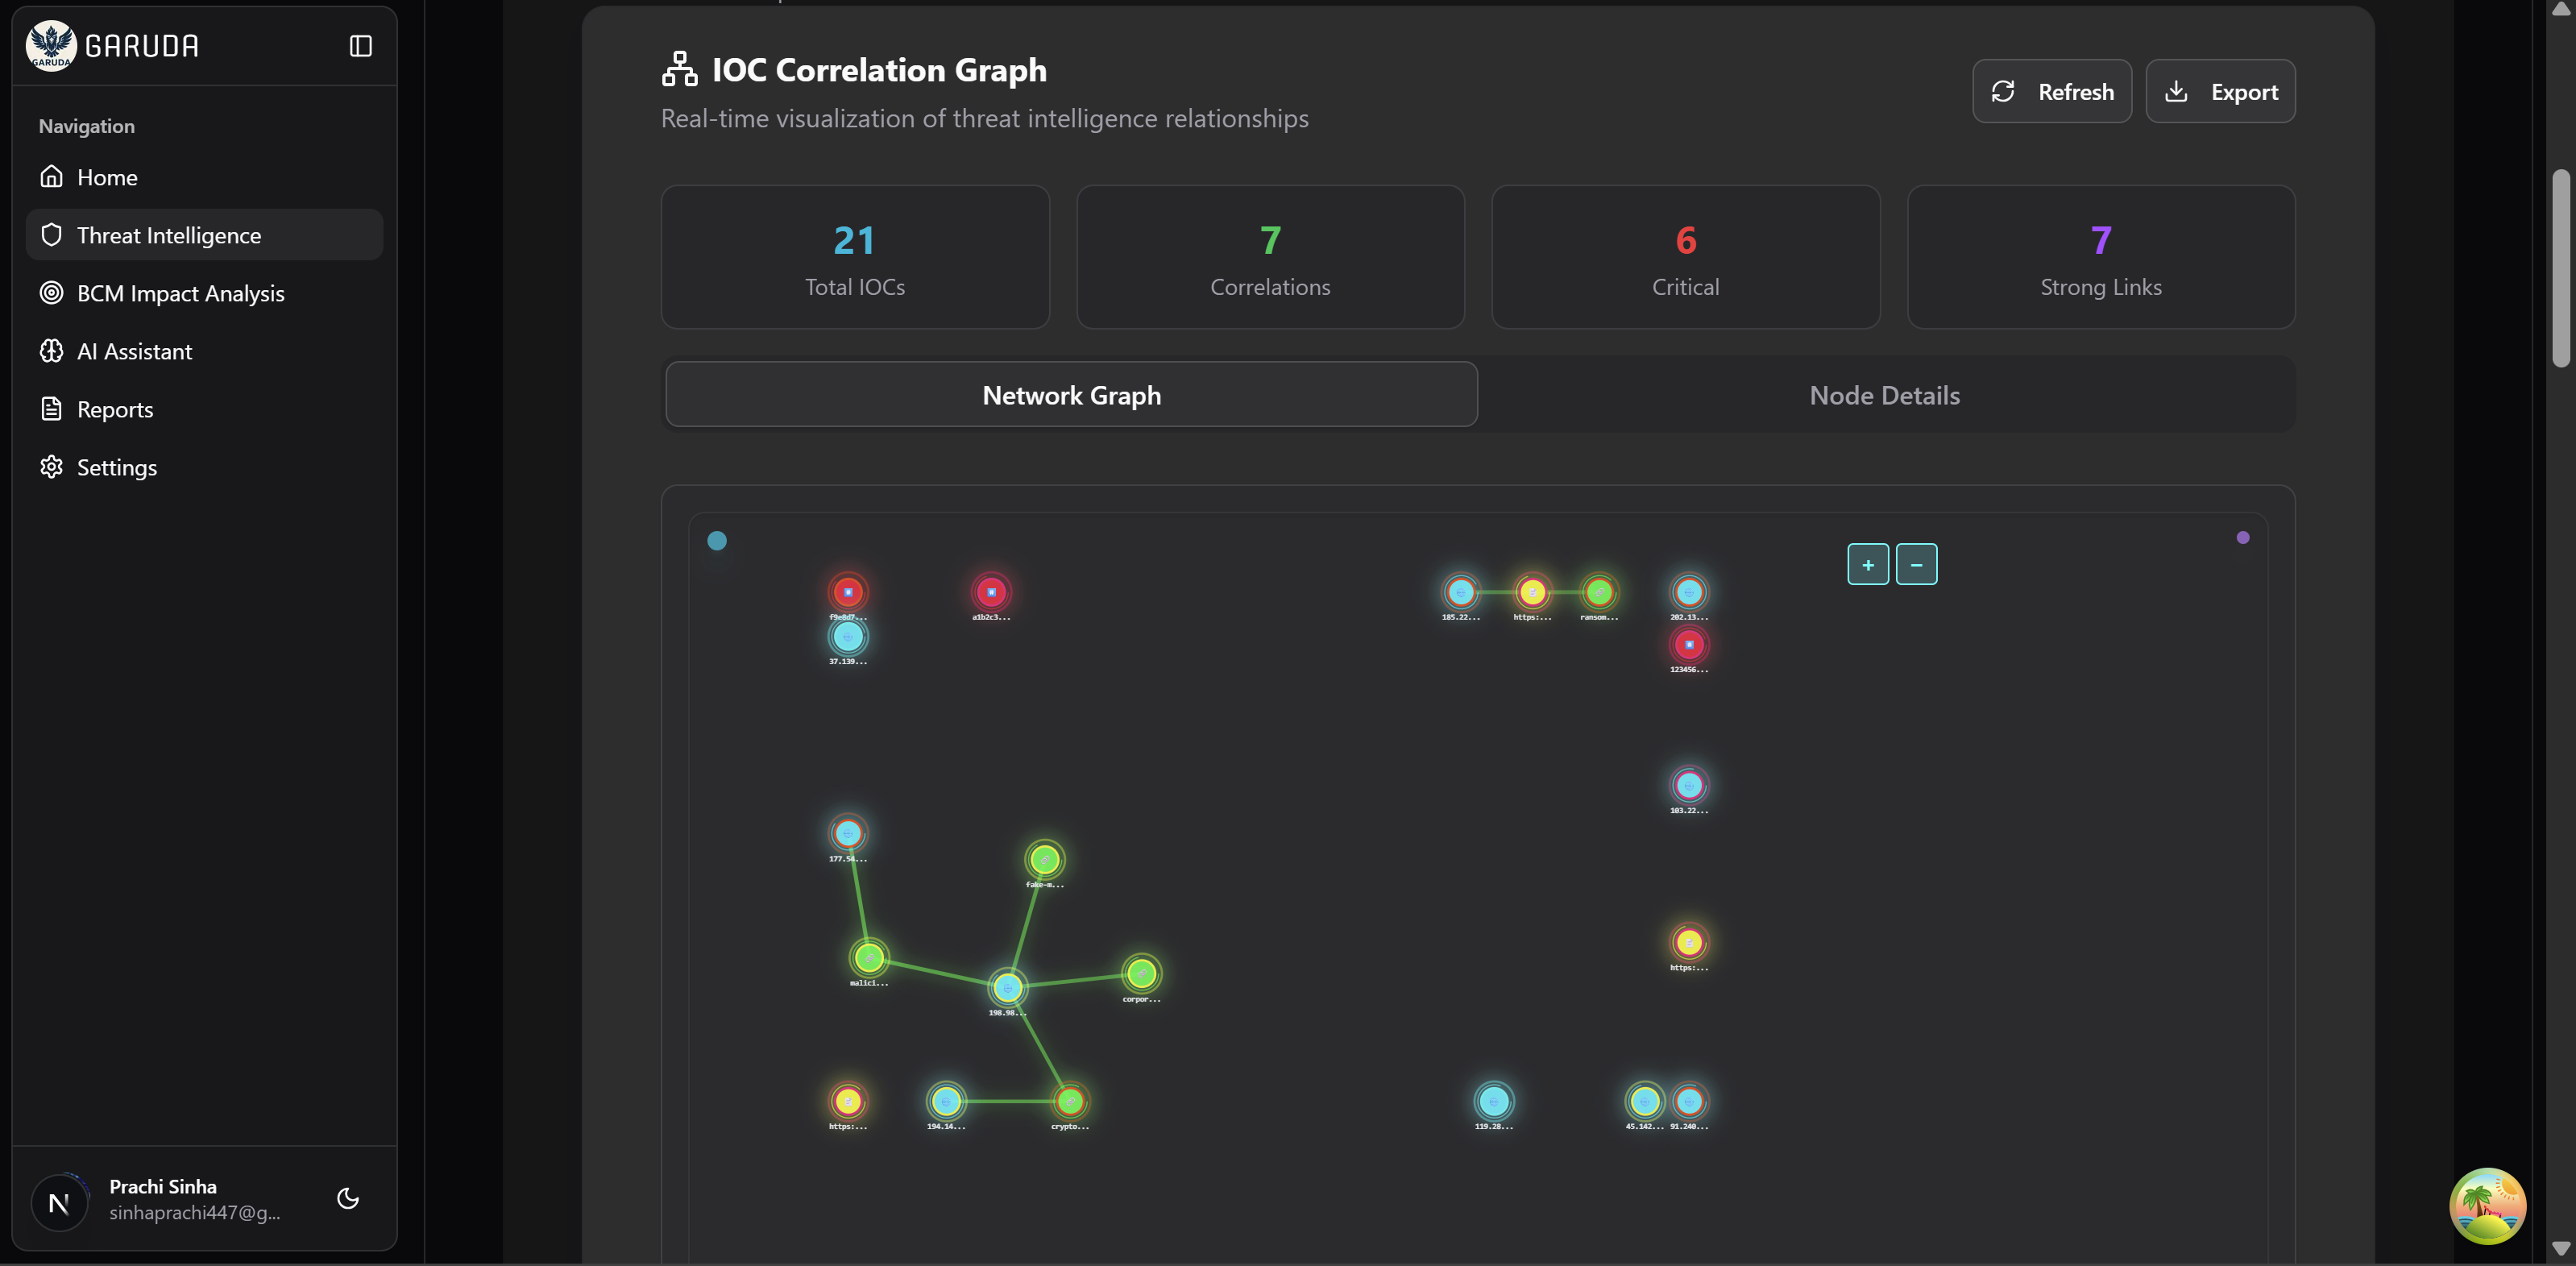 GARUDA
GARUDA
Navigation
Home
Threat Intelligence
BCM Impact Analysis
AI Assistant
Reports
Settings
N
Prachi Sinha
sinhaprachi447@g...
IOC Correlation Graph
Real-time visualization of threat intelligence relationships
Refresh
Export
21
Total IOCs
7
Correlations
6
Critical
7
Strong Links
Network Graph
Node Details
+
−
f9e8d7...
a1b2c3...
185.22...
https:...
ransom...
202.13...
37.139...
123456...
103.22...
177.54...
fake-m...
https:...
malici...
corpor...
198.98...
https:...
194.14...
crypto...
119.28...
45.142...
91.240...